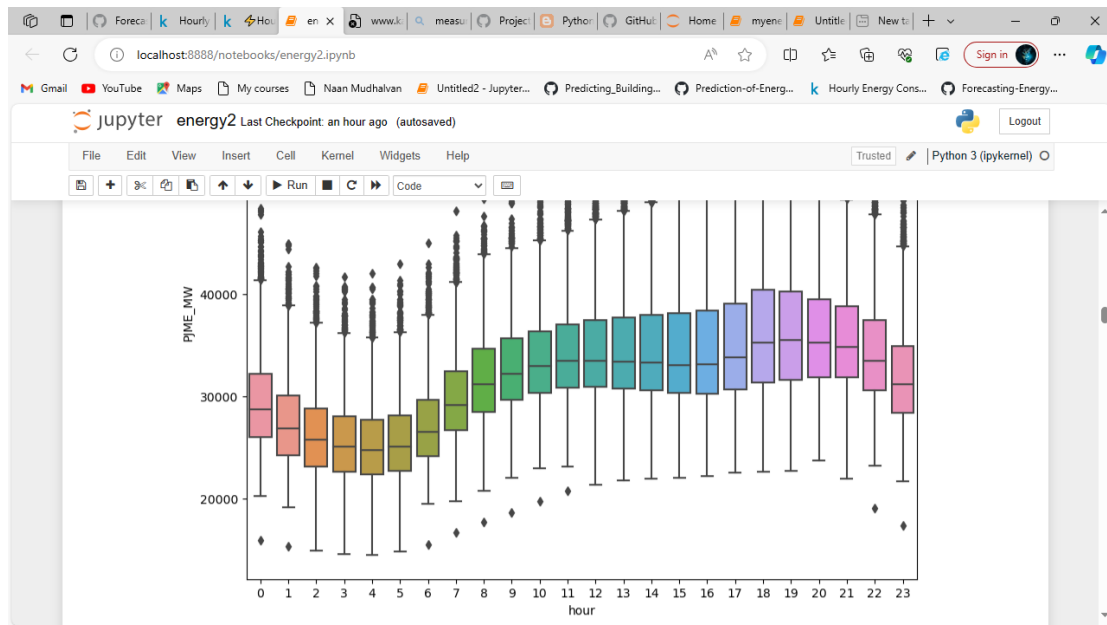 Foreca Hourly Hou en www.k measu Project Pythor GitHub Home myene Untitle New ta
localhost:8888/notebooks/energy2.ipynb Sign in
Gmail YouTube Maps My courses Naan Mudhalvan Untitled2 - Jupyter... Predicting_Building... Prediction-of-Energ... Hourly Energy Cons... Forecasting-Energy...
jupyter energy2 Last Checkpoint: an hour ago (autosaved) Logout
File Edit View Insert Cell Kernel Widgets Help Trusted Python 3 (ipykernel)
Run Code
PJME_MW
40000
30000
20000
0 1 2 3 4 5 6 7 8 9 10 11 12 13 14 15 16 17 18 19 20 21 22 23
hour